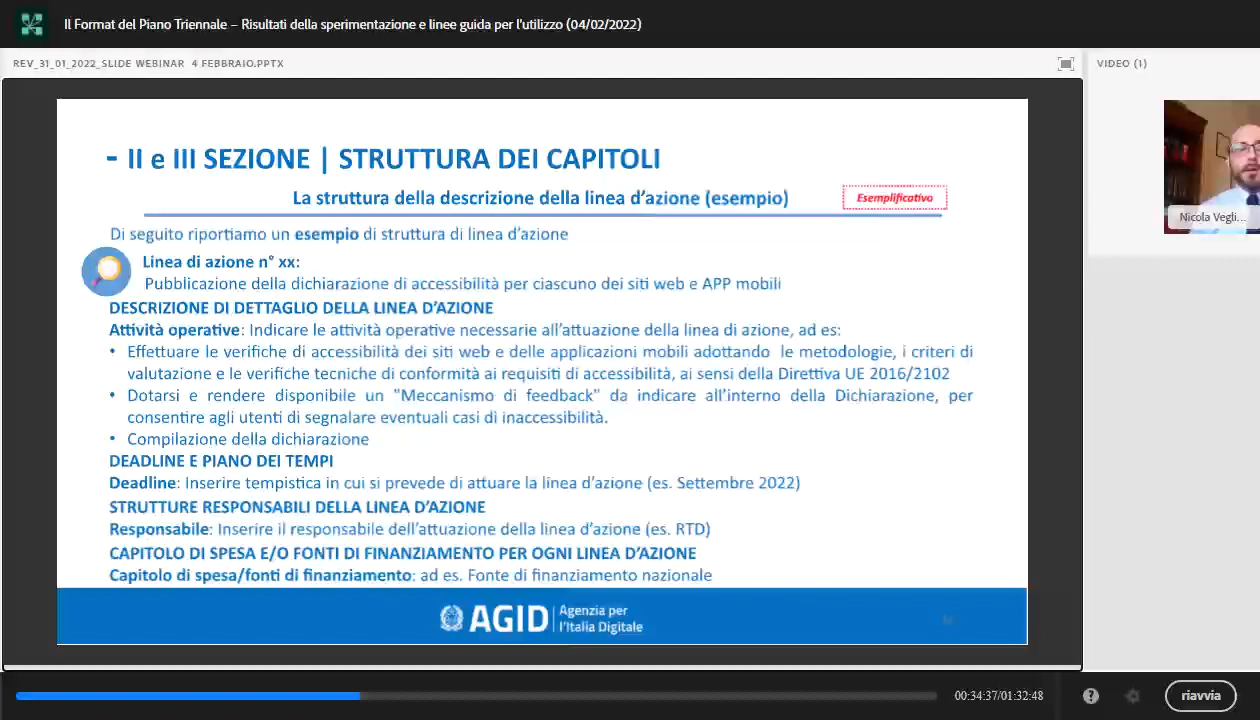 Il Format del Piano Triennale – Risultati della sperimentazione e linee guida per l'utilizzo (04/02/2022)
REV_31_01_2022_SLIDE WEBINAR 4 FEBBRAIO.PPTX
VIDEO (1)
- II e III SEZIONE | STRUTTURA DEI CAPITOLI
La struttura della descrizione della linea d'azione (esempio)
Esemplificativo
Di seguito riportiamo un esempio di struttura di linea d'azione
Linea di azione n° xx:
Pubblicazione della dichiarazione di accessibilità per ciascuno dei siti web e APP mobili
DESCRIZIONE DI DETTAGLIO DELLA LINEA D'AZIONE
Attività operative: Indicare le attività operative necessarie all'attuazione della linea di azione, ad es:
• Effettuare le verifiche di accessibilità dei siti web e delle applicazioni mobili adottando le metodologie, i criteri di
valutazione e le verifiche tecniche di conformità ai requisiti di accessibilità, ai sensi della Direttiva UE 2016/2102
• Dotarsi e rendere disponibile un "Meccanismo di feedback" da indicare all'interno della Dichiarazione, per
consentire agli utenti di segnalare eventuali casi di inaccessibilità.
• Compilazione della dichiarazione
DEADLINE E PIANO DEI TEMPI
Deadline: Inserire tempistica in cui si prevede di attuare la linea d'azione (es. Settembre 2022)
STRUTTURE RESPONSABILI DELLA LINEA D'AZIONE
Responsabile: Inserire il responsabile dell'attuazione della linea d'azione (es. RTD)
CAPITOLO DI SPESA E/O FONTI DI FINANZIAMENTO PER OGNI LINEA D'AZIONE
Capitolo di spesa/fonti di finanziamento: ad es. Fonte di finanziamento nazionale
AGID
Agenzia per
l'Italia Digitale
Nicola Vegli...
00:34:37/01:32:48
riavvia